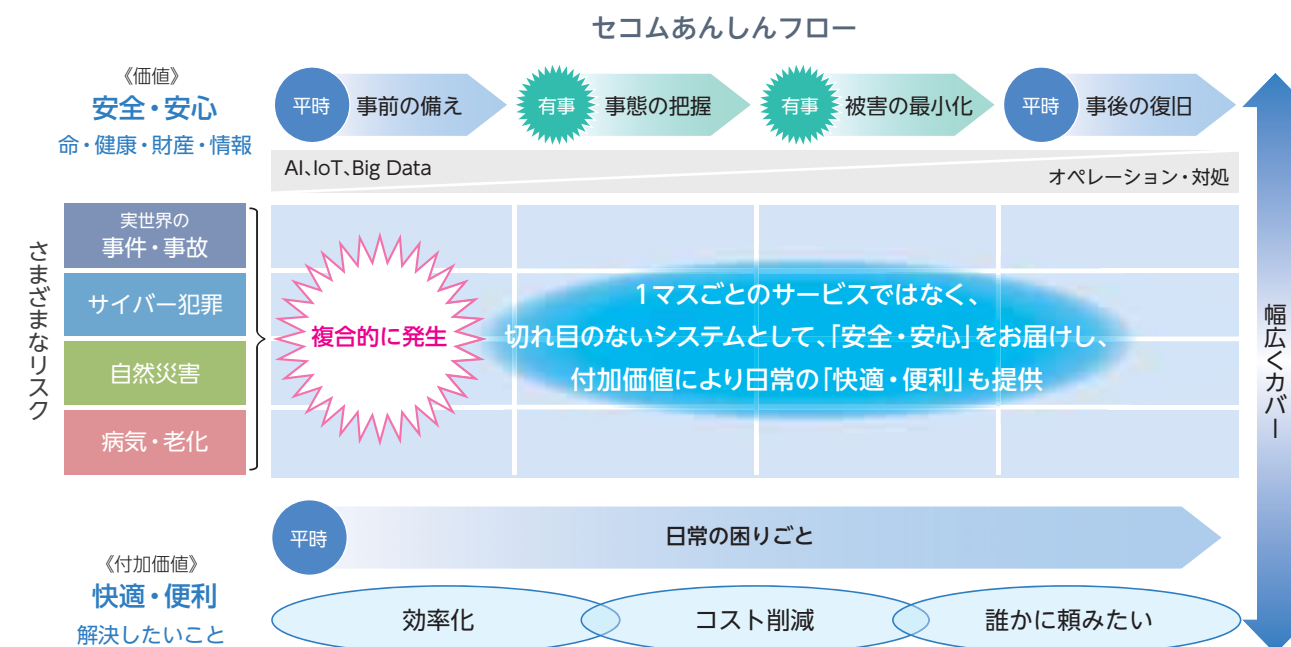 セコムあんしんフロー
《価値》
安全・安心
命・健康・財産・情報
平時
事前の備え
有事
事態の把握
有事
被害の最小化
平時
事後の復旧
AI、IoT、Big Data
オペレーション・対処
さまざまなリスク
実世界の
事件・事故
サイバー犯罪
自然災害
病気・老化
複合的に発生
1マスごとのサービスではなく、
切れ目のないシステムとして、「安全・安心」をお届けし、
付加価値により日常の「快適・便利」も提供
幅広くカバー
《付加価値》
快適・便利
解決したいこと
平時
日常の困りごと
効率化
コスト削減
誰かに頼みたい